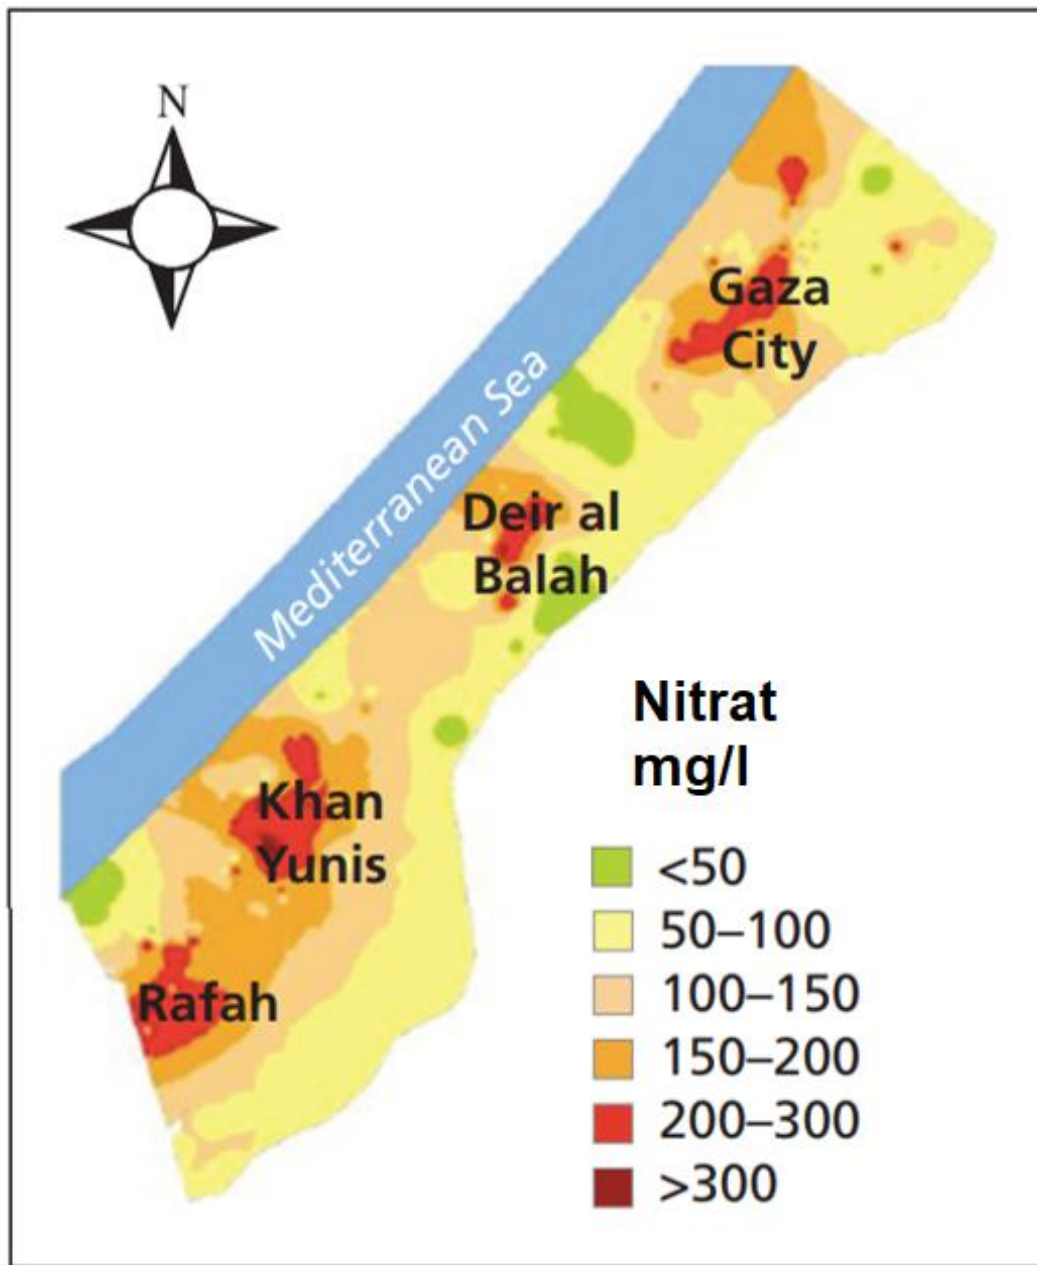 N
Gaza
City
Mediterranean Sea
Deir al
Balah
Nitrat
mg/l
Khan
Yunis
<50
50–100
100–150
Rafah
150–200
200–300
>300